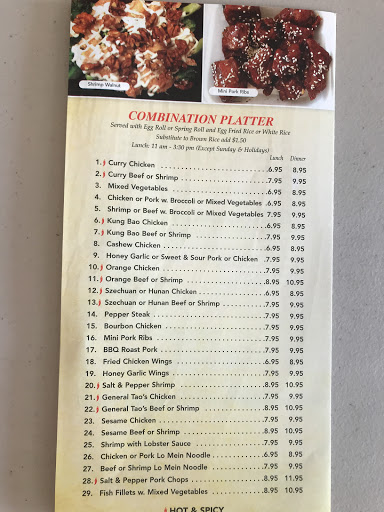 Shrimp Walnut
Mini Pork Ribs
COMBINATION PLATTER
Served with Egg Roll or Spring Roll and Egg Fried Rice or White Rice
Substitute to Brown Rice add $1.50
Lunch: 11 am - 3:30 pm (Except Sunday & Holidays)
Lunch Dinner
1. Curry Chicken 6.95 8.95
2. Curry Beef or Shrimp 7.95 9.95
3. Mixed Vegetables 6.95 8.95
4. Chicken or Pork w. Broccoli or Mixed Vegetables .6.95 8.95
5. Shrimp or Beef w. Broccoli or Mixed Vegetables 7.95 9.95
6. Kung Bao Chicken 6.95 8.95
7. Kung Bao Beef or Shrimp 7.95 9.95
8. Cashew Chicken 6.95 8.95
9. Honey Garlic or Sweet & Sour Pork or Chicken .7.95 9.95
10. Orange Chicken 7.95 9.95
11. Orange Beef or Shrimp 8.95 10.95
12. Szechuan or Hunan Chicken 6.95 8.95
13. Szechuan or Hunan Beef or Shrimp 7.95 9.95
14. Pepper Steak 7.95 9.95
15. Bourbon Chicken 7.95 9.95
16. Mini Pork Ribs 7.95 9.95
17. BBQ Roast Pork 7.95 9.95
18. Fried Chicken Wings 6.95 8.95
19. Honey Garlic Wings 7.95 9.95
20. Salt & Pepper Shrimp 8.95 10.95
21. General Tao's Chicken 7.95 9.95
22. General Tao's Beef or Shrimp 8.95 10.95
23. Sesame Chicken 7.95 9.95
24. Sesame Beef or Shrimp 8.95 10.95
25. Shrimp with Lobster Sauce 7.95 9.95
26. Chicken or Pork Lo Mein Noodle 6.95 8.95
27. Beef or Shrimp Lo Mein Noodle 7.95 9.95
28. Salt & Pepper Pork Chops 8.95 11.95
29. Fish Fillets w. Mixed Vegetables 8.95 10.95
HOT & SPICY